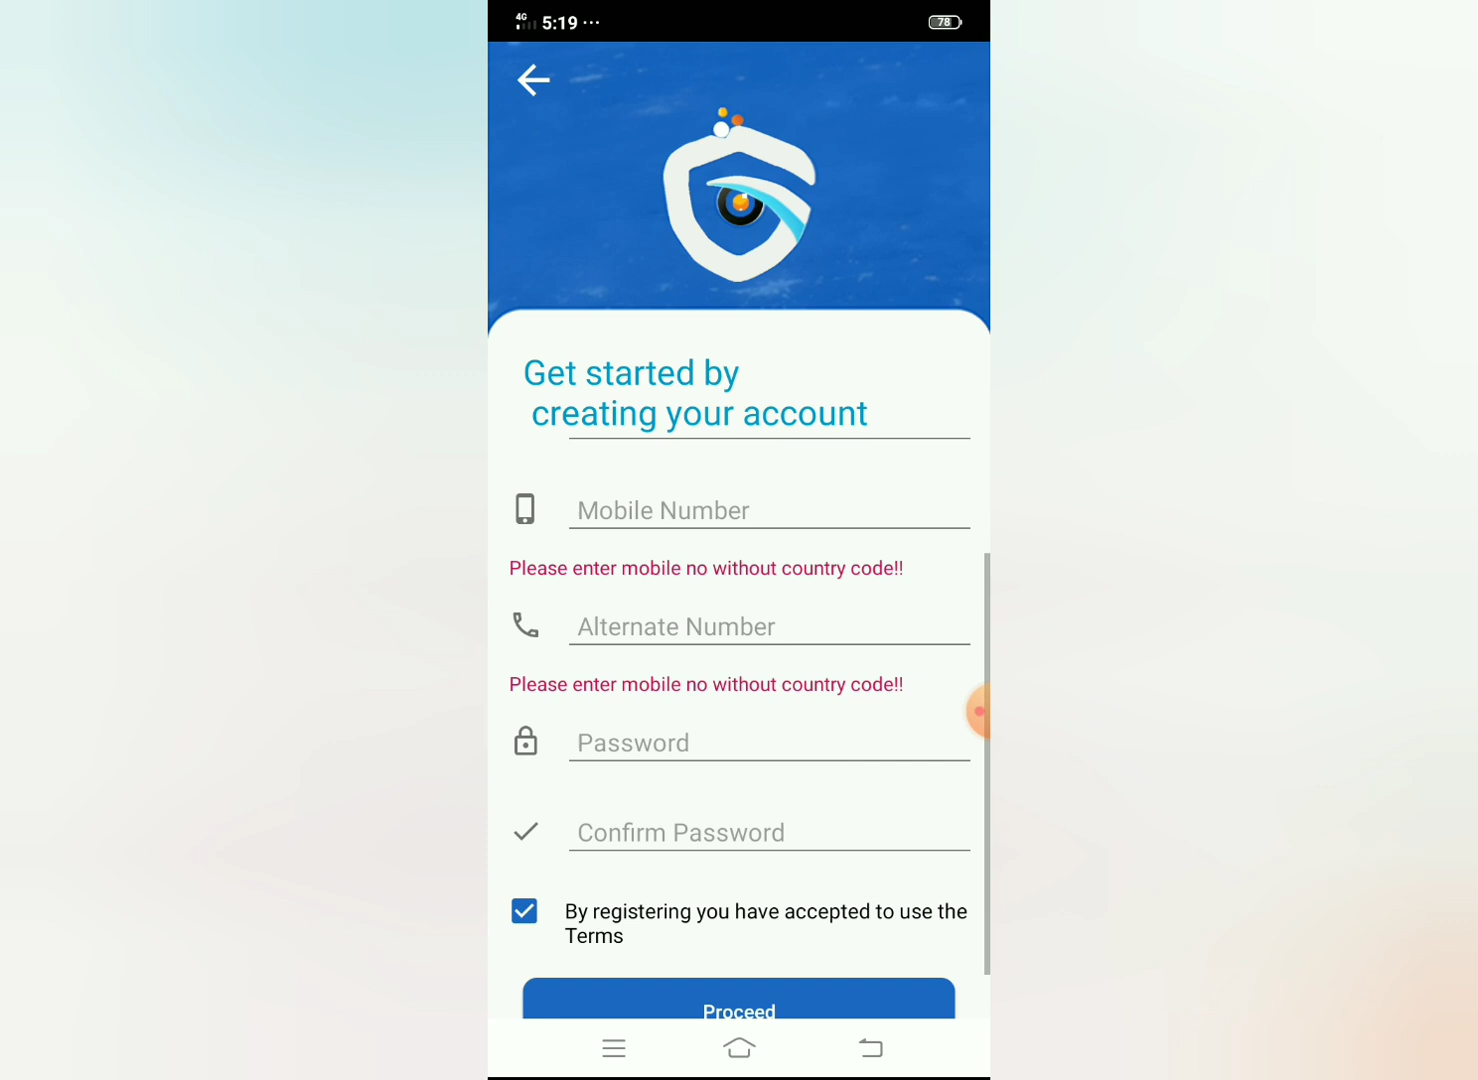 4G 5:19 ... 78
Get started by
creating your account
Mobile Number
Please enter mobile no without country code!!
Alternate Number
Please enter mobile no without country code!!
Password
Confirm Password
By registering you have accepted to use the
Terms
Proceed